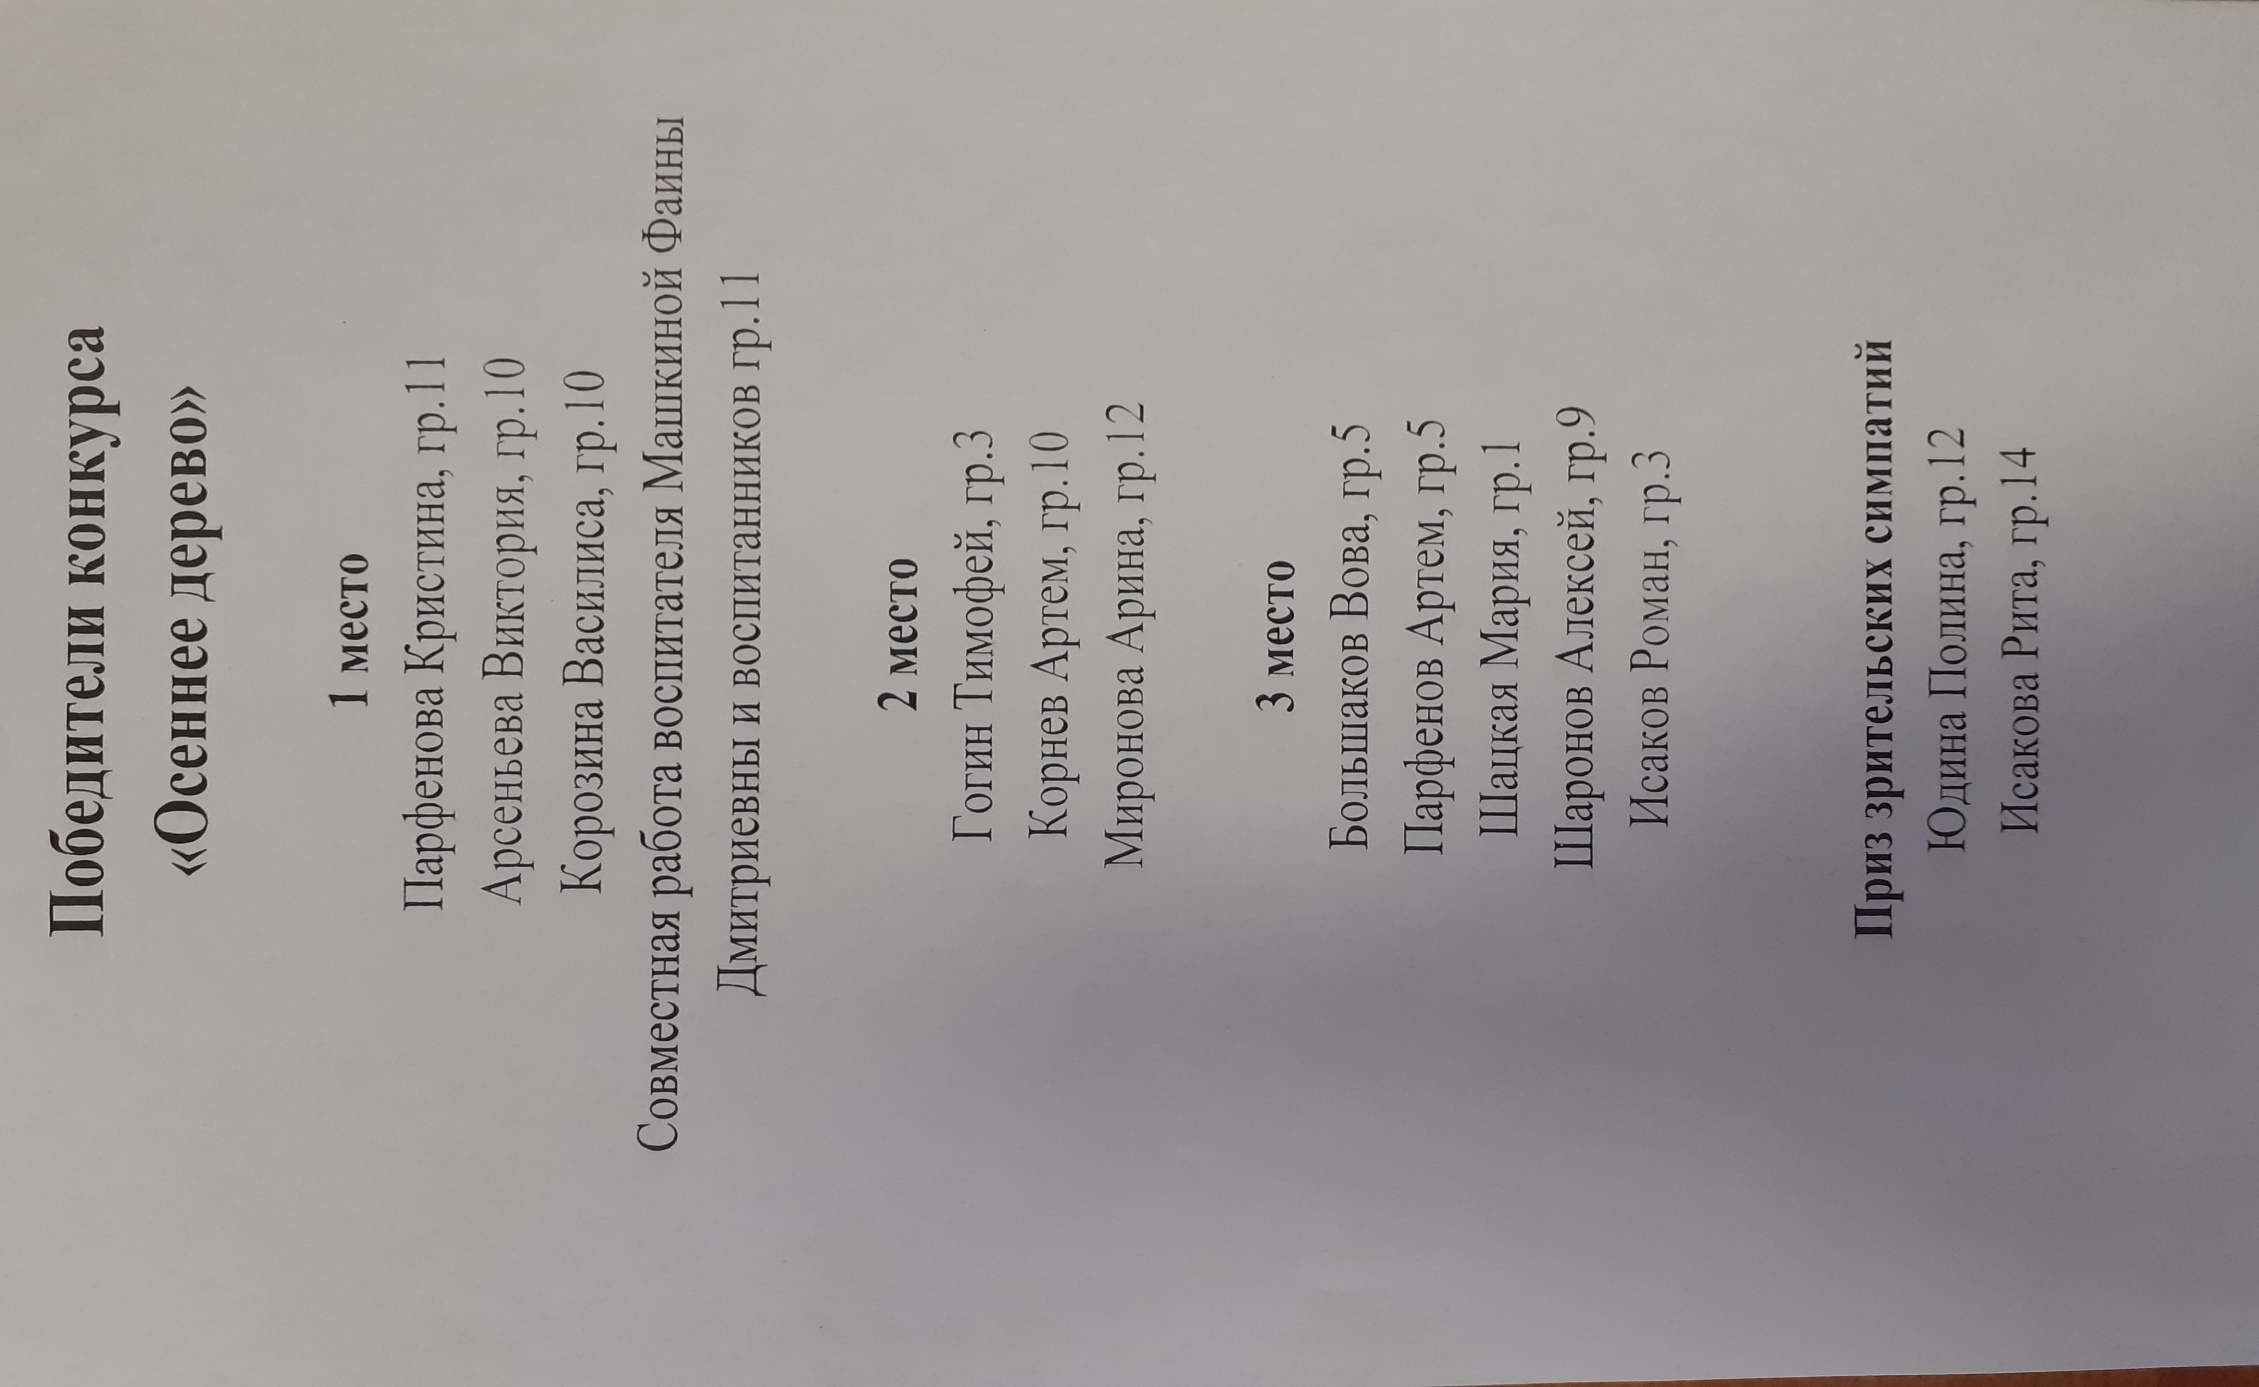 Победители конкурса
«Осеннее дерево»
1 место
Парфенова Кристина, гр.11
Арсеньева Виктория, гр.10
Корозина Василиса, гр.10
Совместная работа воспитателя Машкиной Фаины
Дмитриевны и воспитанников гр.11
2 место
Гогин Тимофей, гр.3
Корнев Артем, гр.10
Миронова Арина, гр.12
3 место
Большаков Вова, гр.5
Парфенов Артем, гр.5
Шацкая Мария, гр.1
Шаронов Алексей, гр.9
Исаков Роман, гр.3
Приз зрительских симпатий
Юдина Полина, гр.12
Исакова Рита, гр.14